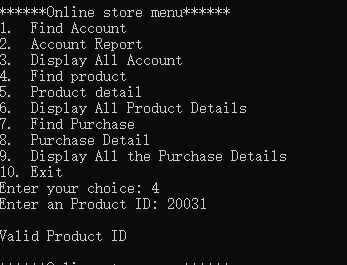 ******Online store menu******
1.  Find Account
2.  Account Report
3.  Display All Account
4.  Find product
5.  Product detail
6.  Display All Product Details
7.  Find Purchase
8.  Purchase Detail
9.  Display All the Purchase Details
10. Exit
Enter your choice: 4
Enter an Product ID: 20031
Valid Product ID